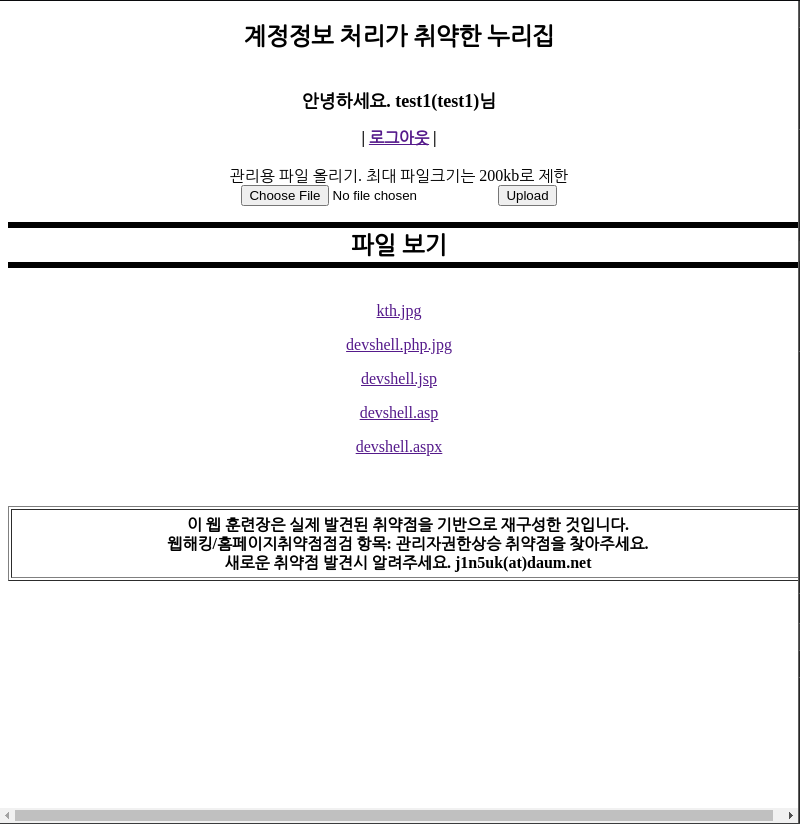 계정정보 처리가 취약한 누리집
안녕하세요. test1(test1)님
| 로그아웃 |
관리용 파일 올리기. 최대 파일크기는 200kb로 제한
Choose File No file chosen Upload
파일 보기
kth.jpg
devshell.php.jpg
devshell.jsp
devshell.asp
devshell.aspx
이 웹 훈련장은 실제 발견된 취약점을 기반으로 재구성한 것입니다.
웹해킹/홈페이지취약점점검 항목: 관리자권한상승 취약점을 찾아주세요.
새로운 취약점 발견시 알려주세요. j1n5uk(at)daum.net